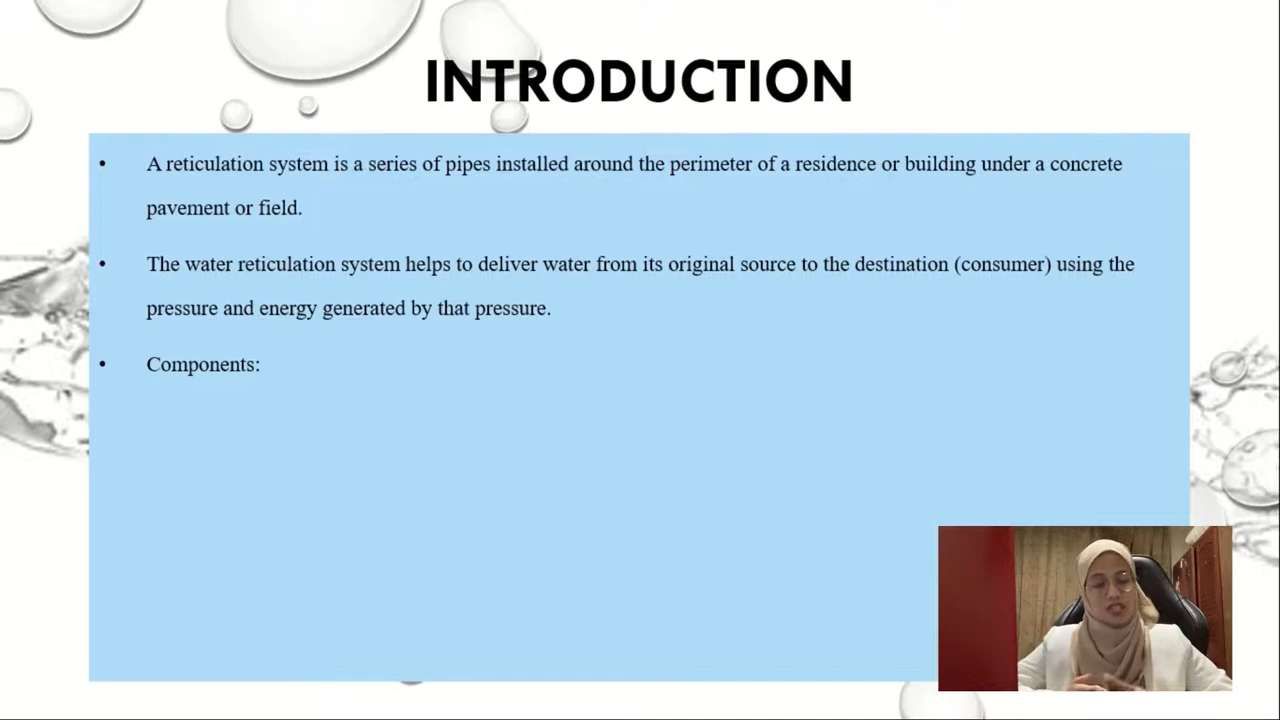 INTRODUCTION
• A reticulation system is a series of pipes installed around the perimeter of a residence or building under a concrete
pavement or field.
• The water reticulation system helps to deliver water from its original source to the destination (consumer) using the
pressure and energy generated by that pressure.
• Components: